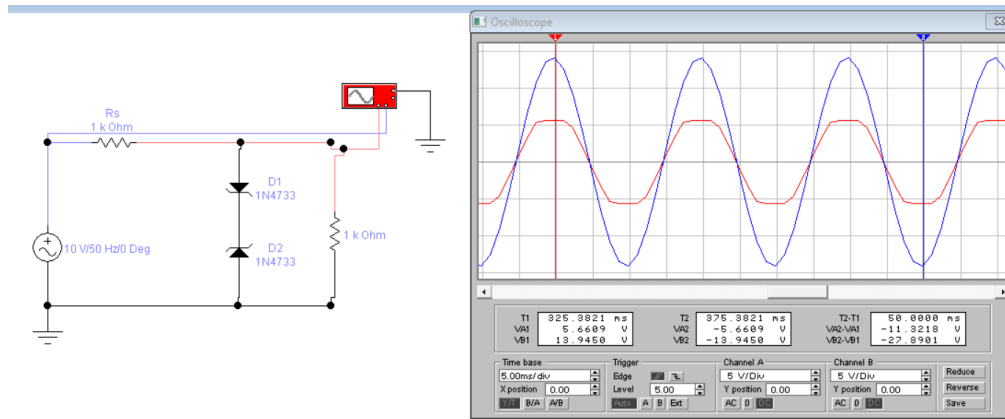 Oscilloscope
1
2
Rs
1 k Ohm
D1
1N4733
10 V/50 Hz/0 Deg
D2
1N4733
1 k Ohm
T1 325.3821 ms
VA1 5.6609 V
VB1 13.9450 V
T2 375.3821 ms
VA2 -5.6609 V
VB2 -13.9450 V
T2-T1 50.0000 ms
VA2-VA1 -11.3218 V
VB2-VB1 -27.8901 V
Time base
5.00ms/div
X position 0.00
Y/T B/A A/B
Trigger
Edge
Level 5.00
Auto A B Ext
Channel A
5 V/Div
Y position 0.00
AC 0 DC
Channel B
5 V/Div
Y position 0.00
AC 0 DC
Reduce
Reverse
Save